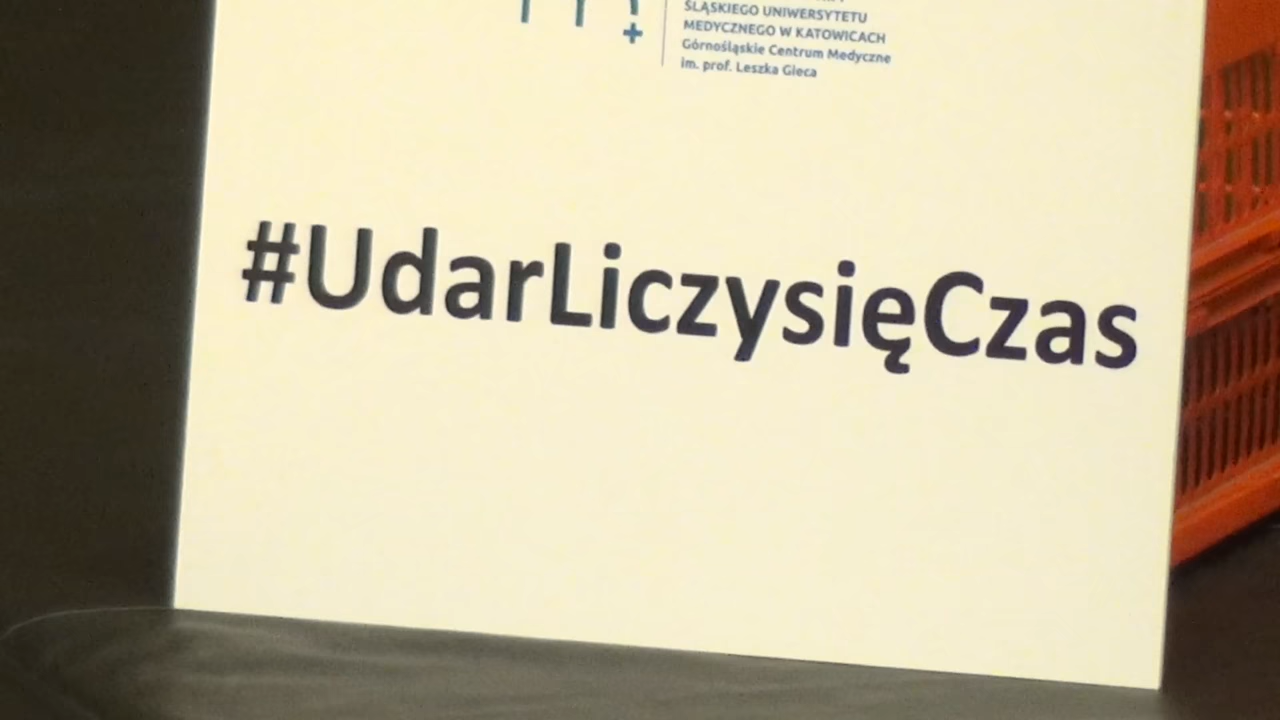 ŚLĄSKIEGO UNIWERSYTETU
MEDYCZNEGO W KATOWICACH
Górnośląskie Centrum Medyczne
im. prof. Leszka Gieca
#UdarLiczysięCzas